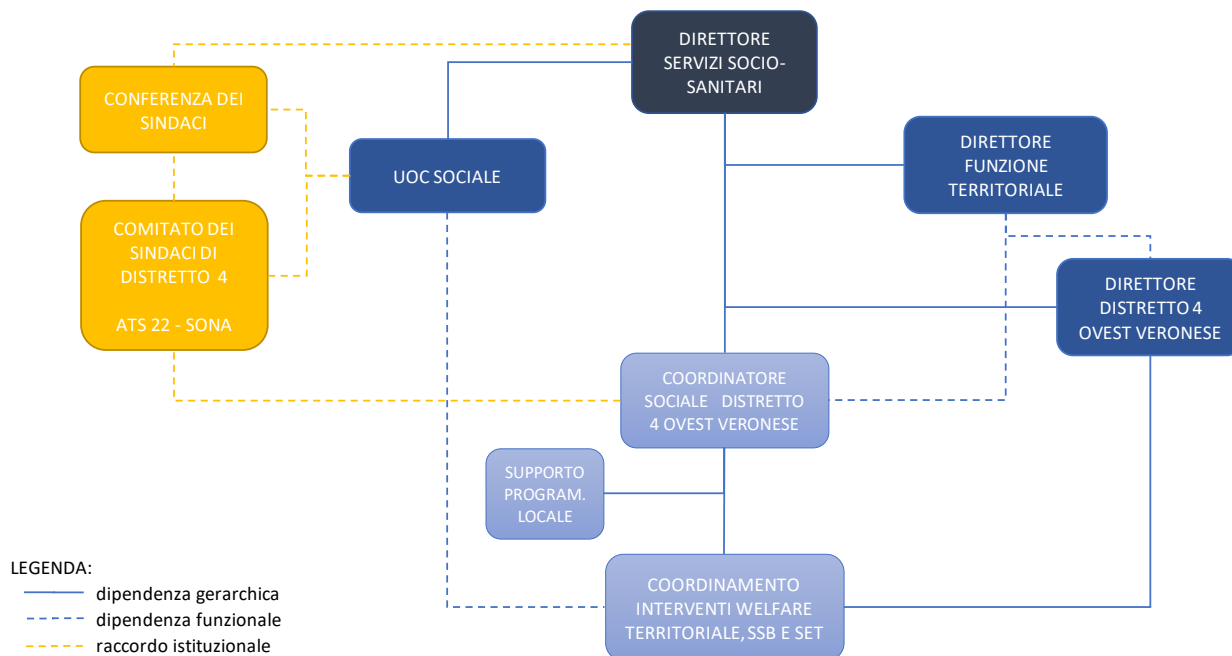 DIRETTORE
SERVIZI SOCIO-
SANITARI
CONFERENZA DEI
SINDACI
UOC SOCIALE
DIRETTORE
FUNZIONE
TERRITORIALE
COMITATO DEI
SINDACI DI
DISTRETTO 4
ATS 22 - SONA
DIRETTORE
DISTRETTO 4
OVEST VERONESE
COORDINATORE
SOCIALE DISTRETTO
4 OVEST VERONESE
SUPPORTO
PROGRAM.
LOCALE
COORDINAMENTO
INTERVENTI WELFARE
TERRITORIALE, SSB E SET
LEGENDA:
dipendenza gerarchica
dipendenza funzionale
raccordo istituzionale